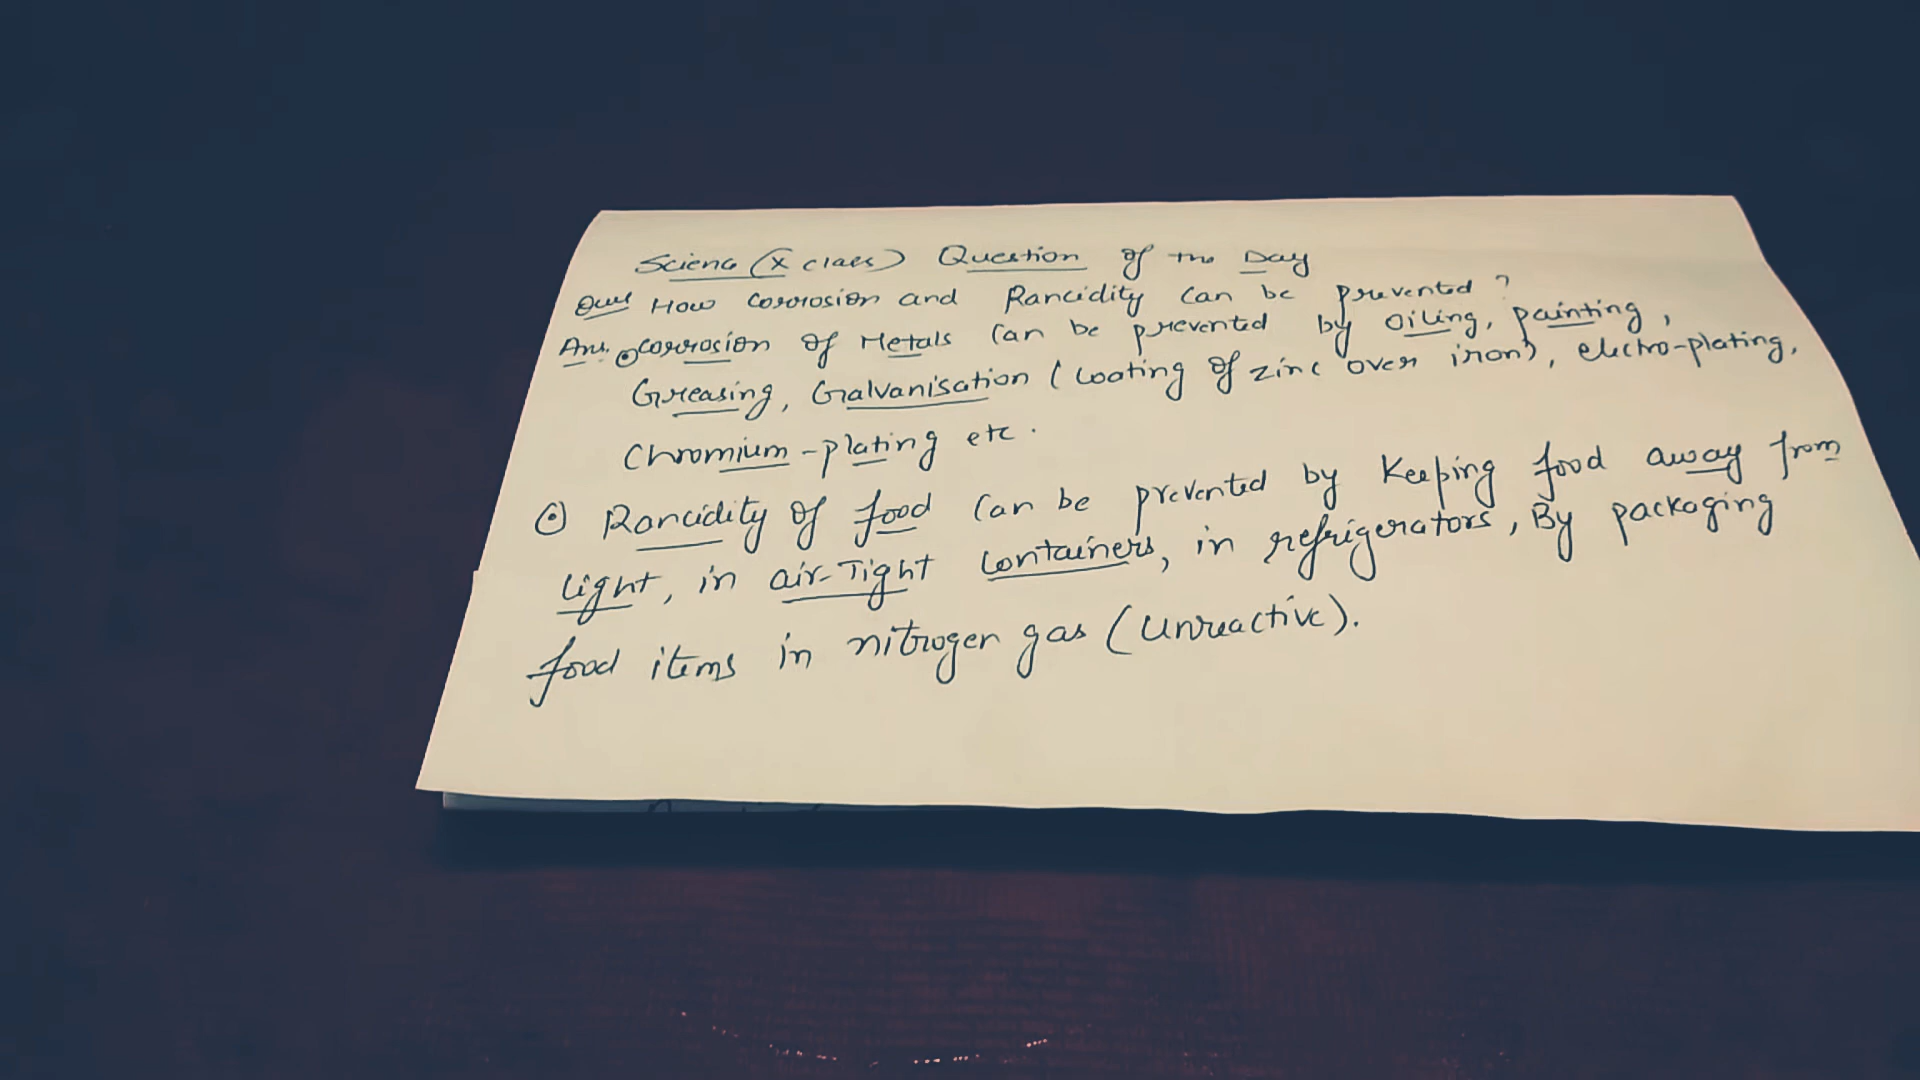 Science (X class) Question of the Day
Ques How corrosion and Rancidity can be prevented?
Ans. corrosion of Metals can be prevented by oiling, painting,
Greasing, Galvanisation (coating of zinc over iron), electro-plating,
Chromium-plating etc.
Rancidity of food can be prevented by keeping food away from
light, in air-Tight containers, in refrigerators, By packaging
food items in nitrogen gas (unreactive).